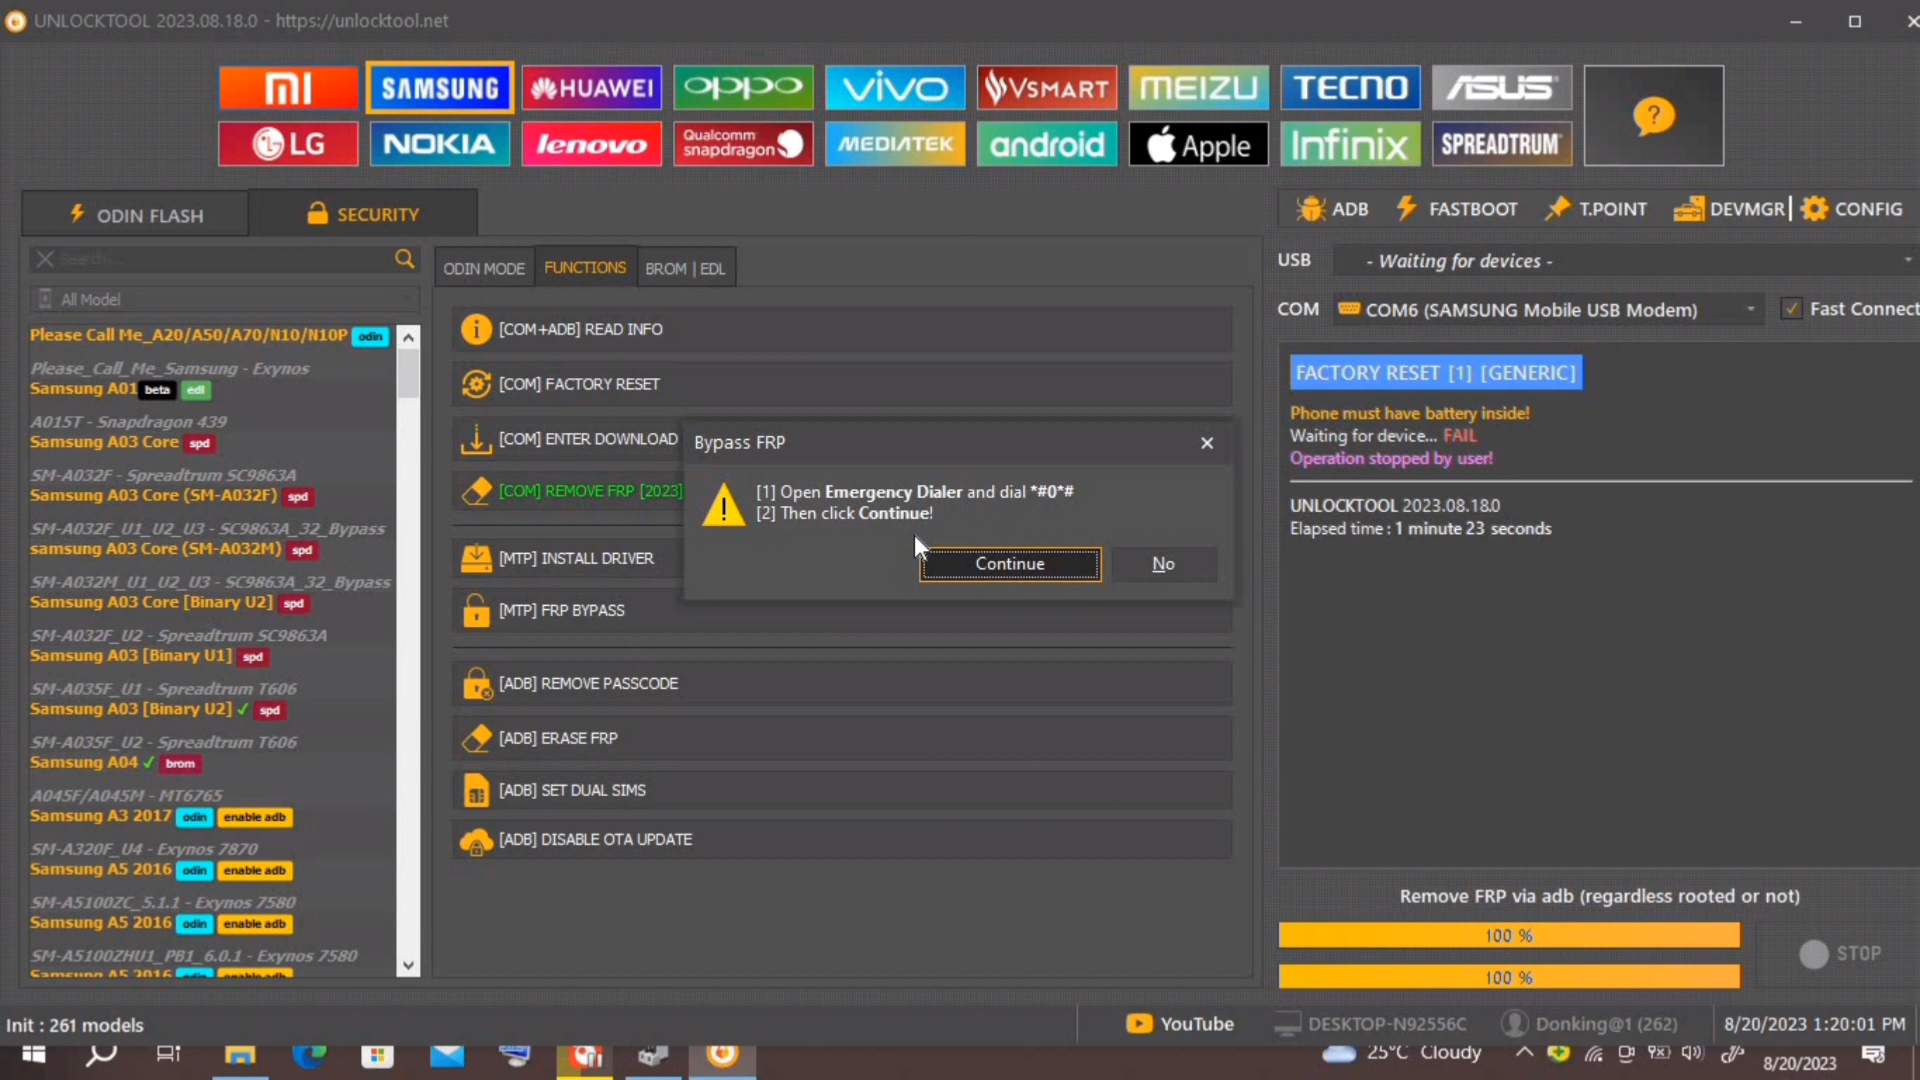 UNLOCKTOOL 2023.08.18.0 - https://unlocktool.net
SAMSUNG
HUAWEI
oppo
vivo
VSMART
MEIZU
TECNO
ASUS
?
LG
NOKIA
lenovo
Qualcomm
snapdragon
MEDIATEK
android
Apple
Infinix
SPREADTRUM
ODIN FLASH
SECURITY
ADB
FASTBOOT
T.POINT
DEVMGR
CONFIG
Search...
All Model
Please Call Me_A20/A50/A70/N10/N10P odin
Please_Call_Me_Samsung - Exynos
Samsung A01 beta edl
A015T - Snapdragon 439
Samsung A03 Core spd
SM-A032F - Spreadtrum SC9863A
Samsung A03 Core (SM-A032F) spd
SM-A032F_U1_U2_U3 - SC9863A_32_Bypass
samsung A03 Core (SM-A032M) spd
SM-A032M_U1_U2_U3 - SC9863A_32_Bypass
Samsung A03 Core [Binary U2] spd
SM-A032F_U2 - Spreadtrum SC9863A
Samsung A03 [Binary U1] spd
SM-A035F_U1 - Spreadtrum T606
Samsung A03 [Binary U2] ✓ spd
SM-A035F_U2 - Spreadtrum T606
Samsung A04 ✓ brom
A045F/A045M - MT6765
Samsung A3 2017 odin enable adb
SM-A320F_U4 - Exynos 7870
Samsung A5 2016 odin enable adb
SM-A5100ZC_5.1.1 - Exynos 7580
Samsung A5 2016 odin enable adb
SM-A5100ZHU1_PB1_6.0.1 - Exynos 7580
Samsung A5 2016 odin enable adb
ODIN MODE
FUNCTIONS
BROM | EDL
[COM+ADB] READ INFO
[COM] FACTORY RESET
[COM] ENTER DOWNLOAD
[COM] REMOVE FRP [2023]
[MTP] INSTALL DRIVER
[MTP] FRP BYPASS
[ADB] REMOVE PASSCODE
[ADB] ERASE FRP
[ADB] SET DUAL SIMS
[ADB] DISABLE OTA UPDATE
Bypass FRP
[1] Open Emergency Dialer and dial *#0*#
[2] Then click Continue!
Continue
No
USB - Waiting for devices -
COM COM6 (SAMSUNG Mobile USB Modem) Fast Connect
FACTORY RESET [1] [GENERIC]
Phone must have battery inside!
Waiting for device... FAIL
Operation stopped by user!
UNLOCKTOOL 2023.08.18.0
Elapsed time : 1 minute 23 seconds
Remove FRP via adb (regardless rooted or not)
100 %
100 %
STOP
Init : 261 models
YouTube
DESKTOP-N92556C
Donking@1 (262)
8/20/2023 1:20:01 PM
25°C Cloudy
8/20/2023